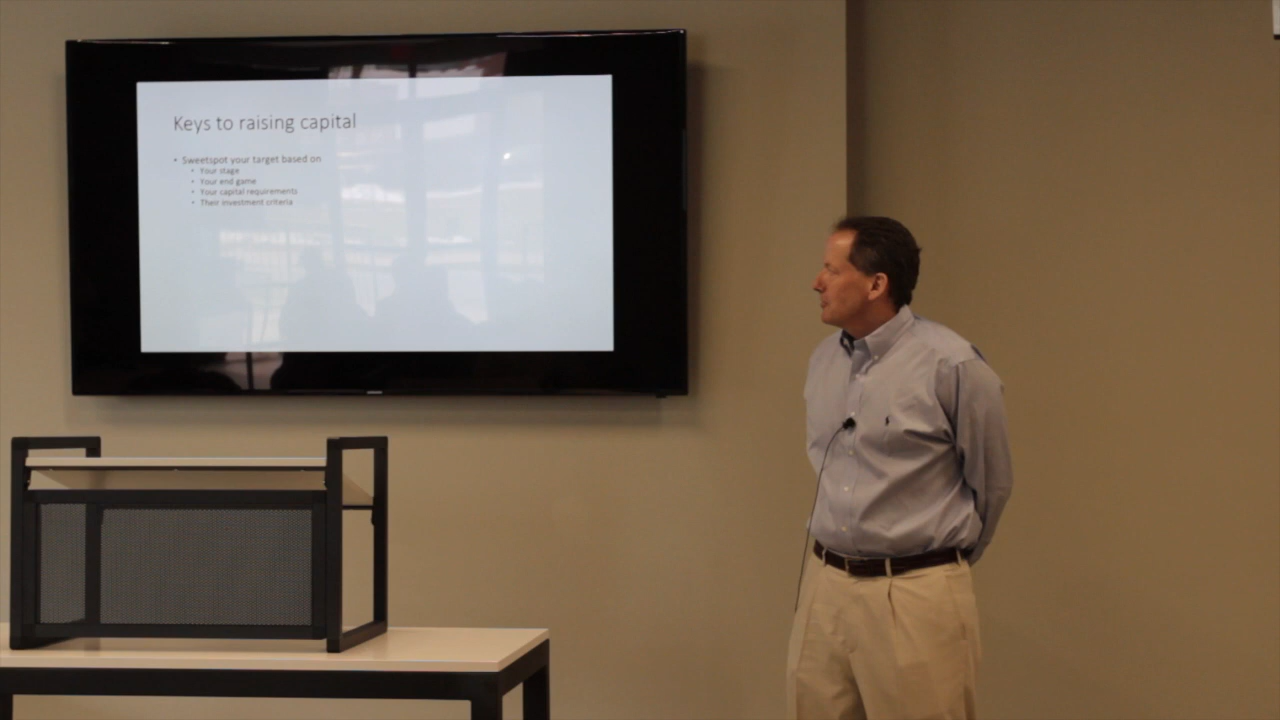 Keys to raising capital
• Sweetspot your target based on
• Your stage
• Your end game
• Your capital requirements
• Their investment criteria